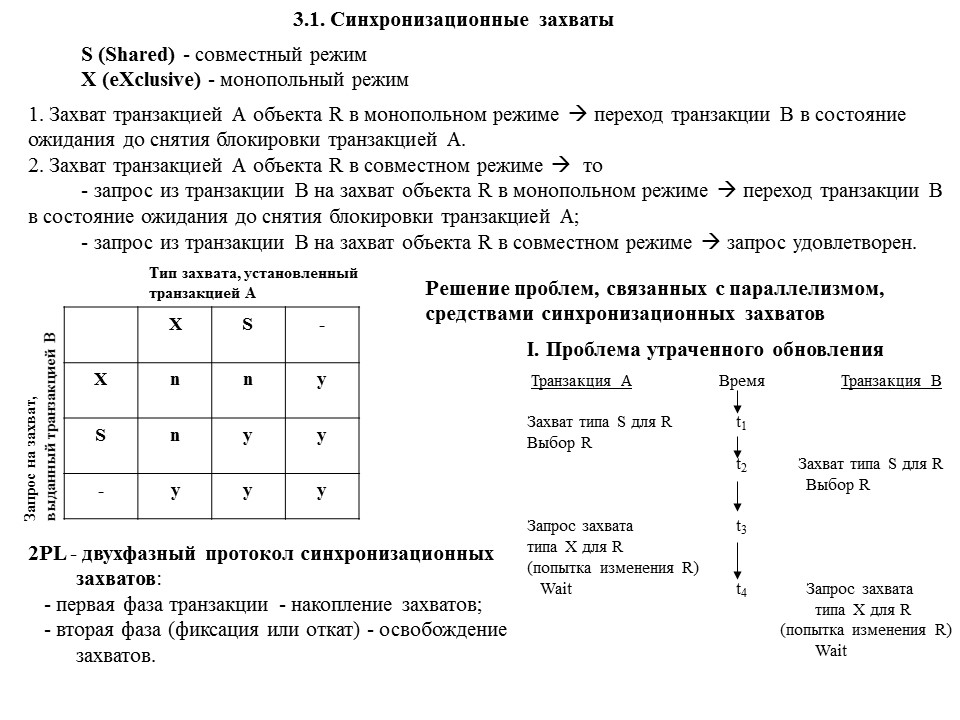 3.1. Синхронизационные захваты
S (Shared) - совместный режим
X (eXclusive) - монопольный режим
1. Захват транзакцией А объекта R в монопольном режиме → переход транзакции В в состояние
ожидания до снятия блокировки транзакцией А.
2. Захват транзакцией А объекта R в совместном режиме → то
- запрос из транзакции В на захват объекта R в монопольном режиме → переход транзакции В
в состояние ожидания до снятия блокировки транзакцией А;
- запрос из транзакции В на захват объекта R в совместном режиме → запрос удовлетворен.
Тип захвата, установленный
транзакцией А
Запрос на захват,
выданный транзакцией В
X S -
X n n y
S n y y
- y y y
2PL - двухфазный протокол синхронизационных
захватов:
- первая фаза транзакции - накопление захватов;
- вторая фаза (фиксация или откат) - освобождение
захватов.
Решение проблем, связанных с параллелизмом,
средствами синхронизационных захватов
I. Проблема утраченного обновления
Транзакция А Время Транзакция В
Захват типа S для R t1
Выбор R
t2 Захват типа S для R
Выбор R
Запрос захвата t3
типа X для R
(попытка изменения R)
Wait t4 Запрос захвата
типа X для R
(попытка изменения R)
Wait